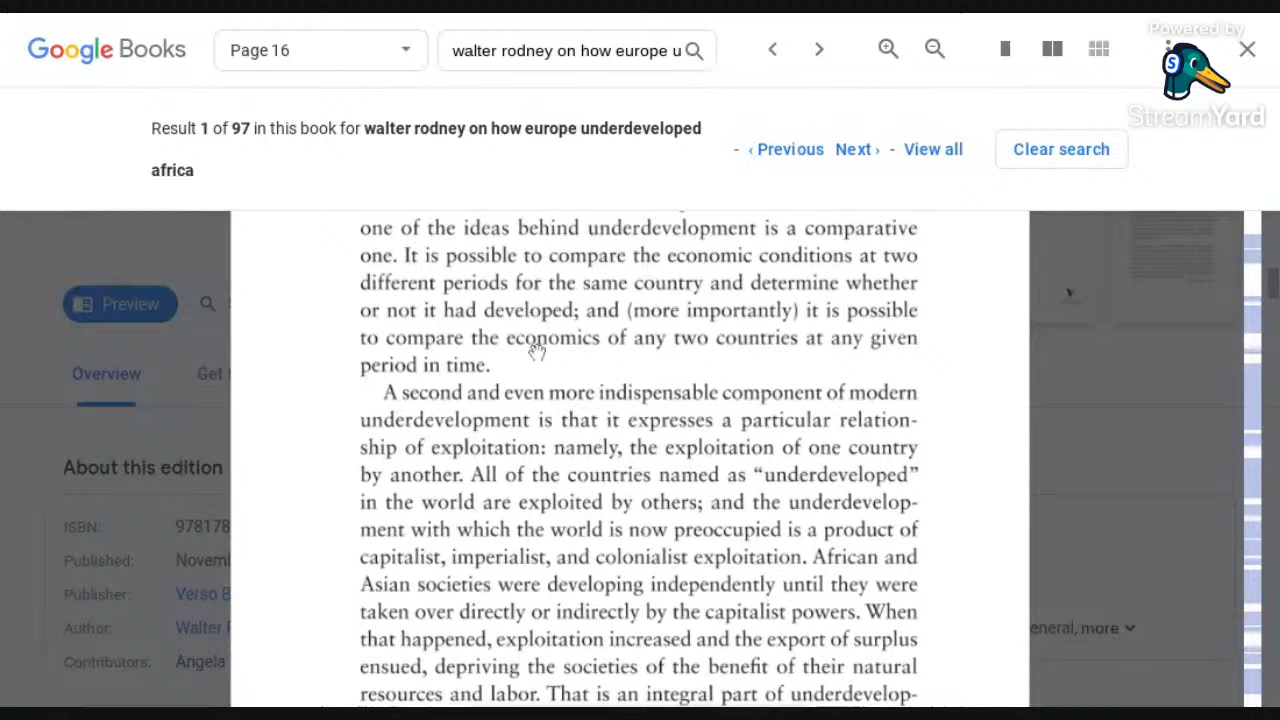 Powered by
StreamYard
Google Books
Page 16
walter rodney on how europe u
Result 1 of 97 in this book for walter rodney on how europe underdeveloped
africa
- ‹ Previous Next › - View all
Clear search
one of the ideas behind underdevelopment is a comparative
one. It is possible to compare the economic conditions at two
different periods for the same country and determine whether
or not it had developed; and (more importantly) it is possible
to compare the economics of any two countries at any given
period in time.
A second and even more indispensable component of modern
underdevelopment is that it expresses a particular relation-
ship of exploitation: namely, the exploitation of one country
by another. All of the countries named as “underdeveloped”
in the world are exploited by others; and the underdevelop-
ment with which the world is now preoccupied is a product of
capitalist, imperialist, and colonialist exploitation. African and
Asian societies were developing independently until they were
taken over directly or indirectly by the capitalist powers. When
that happened, exploitation increased and the export of surplus
ensued, depriving the societies of the benefit of their natural
resources and labor. That is an integral part of underdevelop-
Preview
Overview
Get
About this edition
ISBN: 978178
Published: Novem
Publisher: Verso B
Author: Walter
Contributors: Angela
eneral, more